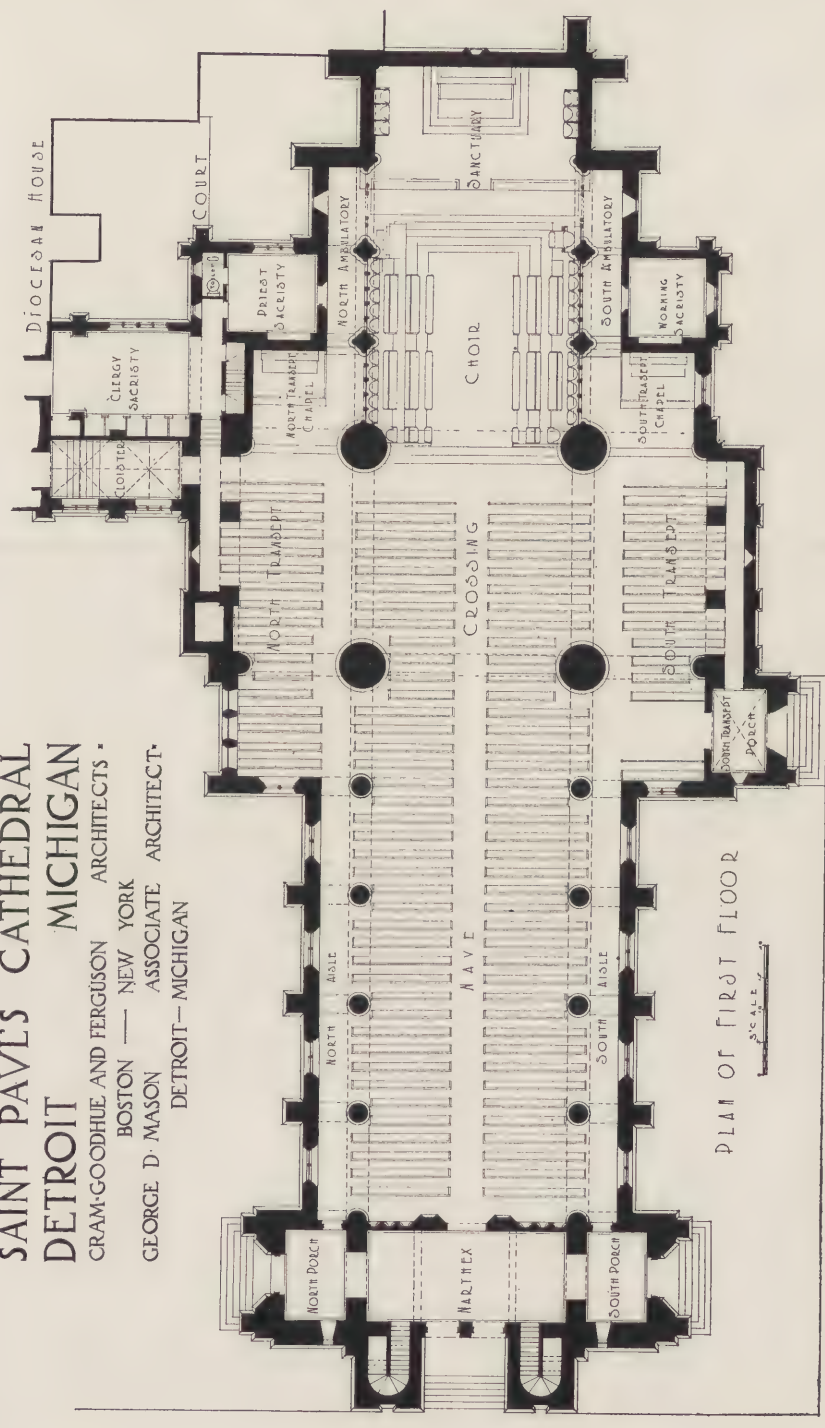 SAINT PAVL'S CATHEDRAL
DETROIT MICHIGAN
CRAM·GOODHUE AND FERGUSON ARCHITECTS·
BOSTON — NEW YORK
GEORGE D· MASON ASSOCIATE ARCHITECT·
DETROIT—MICHIGAN
DIOCESAN HOUSE
COURT
CLERGY
SACRISTY
CLOISTER
TOILET
PRIEST
SACRISTY
NORTH TRANSEPT
CHAPEL
NORTH AMBULATORY
SANCTUARY
CHOIR
SOUTH AMBULATORY
WORKING
SACRISTY
SOUTH TRASEPT
CHAPEL
NORTH TRANSEPT
CROSSING
SOUTH TRANSEPT
SOUTH TRANSEPT
PORCH
NORTH AISLE
NAVE
SOUTH AISLE
NORTH PORCH
NARTHEX
SOUTH PORCH
PLAN OF FIRST FLOOR
SCALE